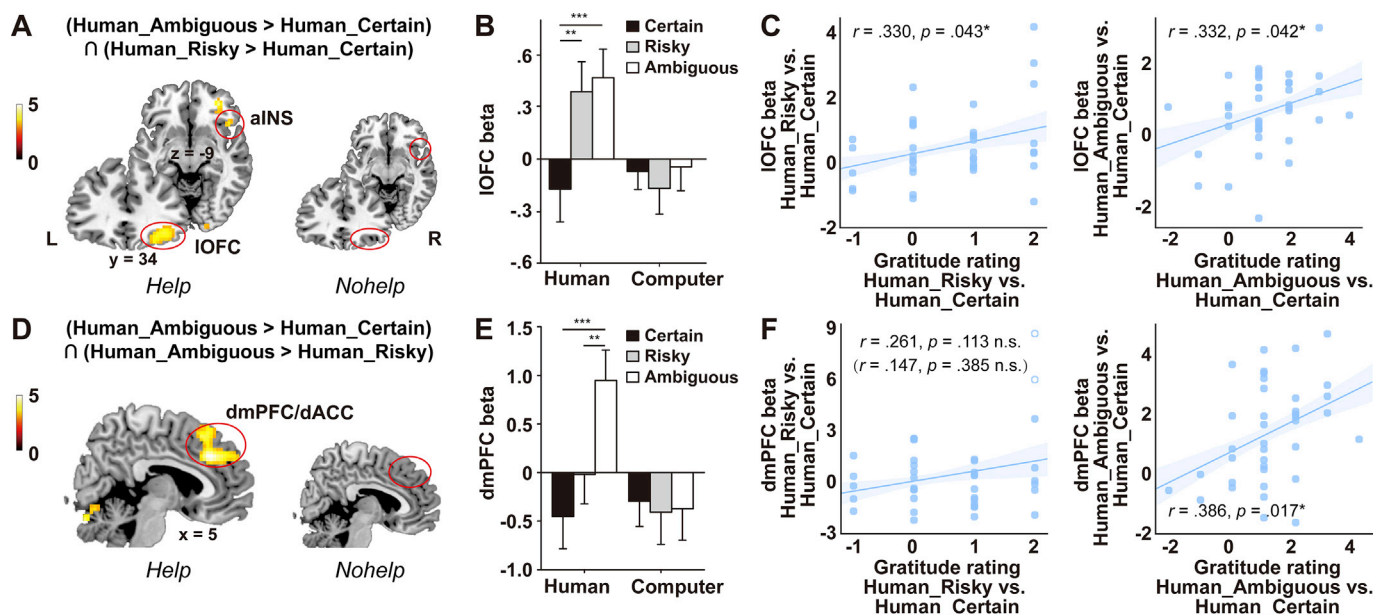 A
(Human_Ambiguous > Human_Certain)
∩ (Human_Risky > Human_Certain)
5
0
aINS
z = -9
L
lOFC
R
y = 34
Help
Nohelp
B
***
**
Certain
Risky
Ambiguous
lOFC beta
.6
.3
0
-.3
-.6
Human
Computer
C
r = .330, p = .043*
lOFC beta
Human_Risky vs.
Human_Certain
4
2
0
-2
-1
0
1
2
Gratitude rating
Human_Risky vs.
Human_Certain
r = .332, p = .042*
lOFC beta
Human_Ambiguous vs.
Human_Certain
2
0
-2
-2
0
2
4
Gratitude rating
Human_Ambiguous vs.
Human_Certain
D
(Human_Ambiguous > Human_Certain)
∩ (Human_Ambiguous > Human_Risky)
5
0
dmPFC/dACC
x = 5
Help
Nohelp
E
***
**
Certain
Risky
Ambiguous
dmPFC beta
1.5
1.0
0.5
0
-0.5
-1.0
Human
Computer
F
r = .261, p = .113 n.s.
(r = .147, p = .385 n.s.)
dmPFC beta
Human_Risky vs.
Human_Certain
9
6
3
0
-3
-1
0
1
2
Gratitude rating
Human_Risky vs.
Human_Certain
dmPFC beta
Human_Ambiguous vs.
Human_Certain
4
2
0
-2
r = .386, p = .017*
-2
0
2
4
Gratitude rating
Human_Ambiguous vs.
Human_Certain